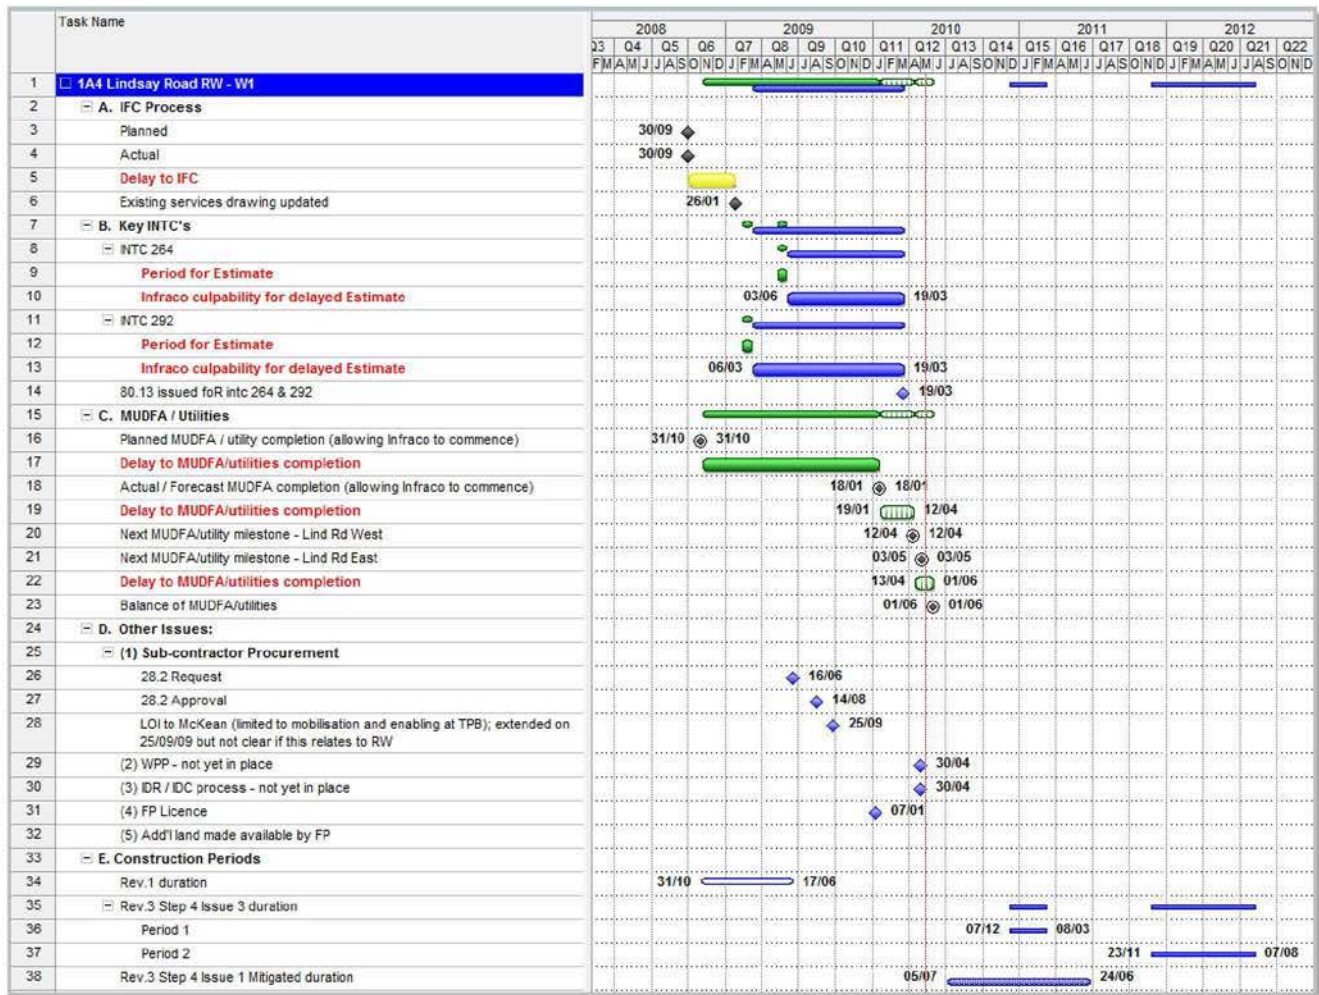 Task Name
2008 2009 2010 2011 2012
Q3 Q4 Q5 Q6 Q7 Q8 Q9 Q10 Q11 Q12 Q13 Q14 Q15 Q16 Q17 Q18 Q19 Q20 Q21 Q22
F M A M J J A S O N D J F M A M J J A S O N D J F M A M J J A S O N D J F M A M J J A S O N D J F M A M J J A S O N D
1 1A4 Lindsay Road RW - W1
2 A. IFC Process
3 Planned 30/09
4 Actual 30/09
5 Delay to IFC
6 Existing services drawing updated 26/01
7 B. Key INTC's
8 INTC 264
9 Period for Estimate
10 Infraco culpability for delayed Estimate 03/06 19/03
11 INTC 292
12 Period for Estimate
13 Infraco culpability for delayed Estimate 06/03 19/03
14 80.13 issued foR intc 264 & 292 19/03
15 C. MUDFA / Utilities
16 Planned MUDFA / utility completion (allowing Infraco to commence) 31/10 31/10
17 Delay to MUDFA/utilities completion
18 Actual / Forecast MUDFA completion (allowing Infraco to commence) 18/01 18/01
19 Delay to MUDFA/utilities completion 19/01 12/04
20 Next MUDFA/utility milestone - Lind Rd West 12/04 12/04
21 Next MUDFA/utility milestone - Lind Rd East 03/05 03/05
22 Delay to MUDFA/utilities completion 13/04 01/06
23 Balance of MUDFA/utilities 01/06 01/06
24 D. Other Issues:
25 (1) Sub-contractor Procurement
26 28.2 Request 16/06
27 28.2 Approval 14/08
28 LOI to McKean (limited to mobilisation and enabling at TPB); extended on 25/09
25/09/09 but not clear if this relates to RW
29 (2) WPP - not yet in place 30/04
30 (3) IDR / IDC process - not yet in place 30/04
31 (4) FP Licence 07/01
32 (5) Add'l land made available by FP
33 E. Construction Periods
34 Rev.1 duration 31/10 17/06
35 Rev.3 Step 4 Issue 3 duration
36 Period 1 07/12 08/03
37 Period 2 23/11 07/08
38 Rev.3 Step 4 Issue 1 Mitigated duration 05/07 24/06